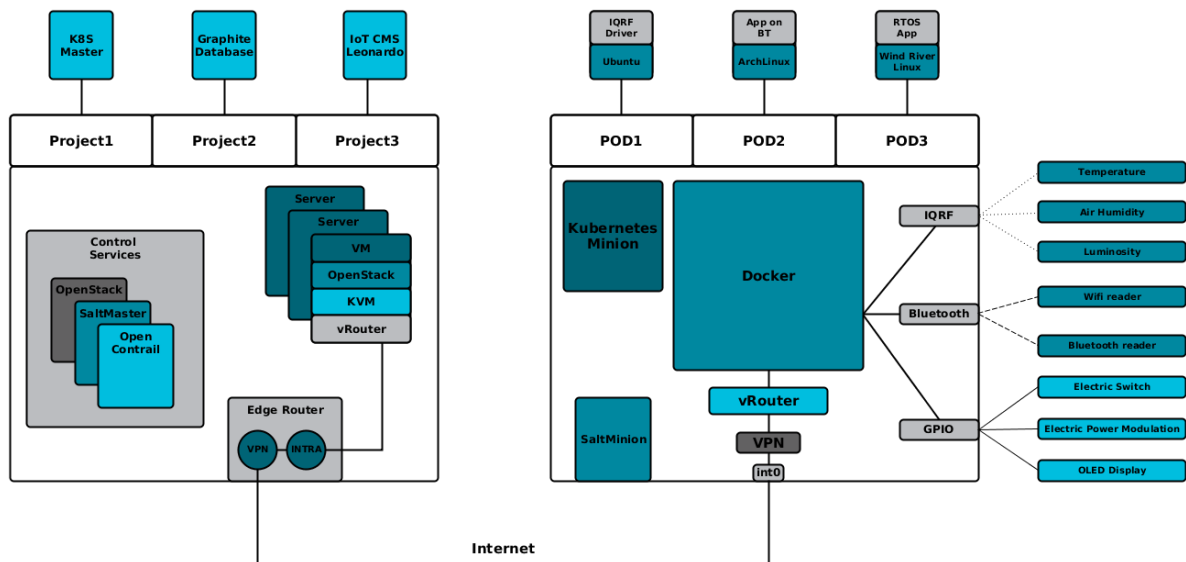 K8S
Master
Graphite
Database
IoT CMS
Leonardo
IQRF
Driver
Ubuntu
App on
BT
ArchLinux
RTOS
App
Wind River
Linux
Project1
Project2
Project3
POD1
POD2
POD3
Control
Services
OpenStack
SaltMaster
Open
Contrail
Server
Server
VM
OpenStack
KVM
vRouter
Edge Router
VPN
INTRA
Kubernetes
Minion
Docker
SaltMinion
vRouter
VPN
int0
IQRF
Bluetooth
GPIO
Temperature
Air Humidity
Luminosity
Wifi reader
Bluetooth reader
Electric Switch
Electric Power Modulation
OLED Display
Internet